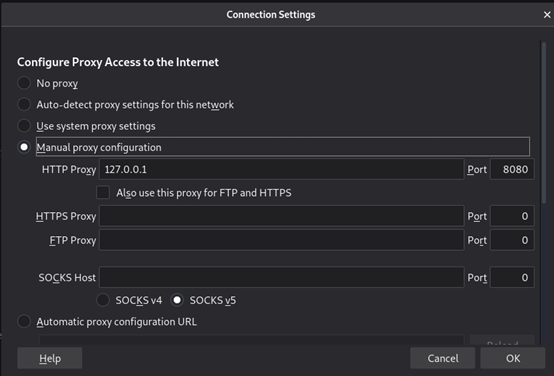 Connection Settings
Configure Proxy Access to the Internet
No proxy
Auto-detect proxy settings for this network
Use system proxy settings
Manual proxy configuration
HTTP Proxy 127.0.0.1 Port 8080
Also use this proxy for FTP and HTTPS
HTTPS Proxy Port 0
FTP Proxy Port 0
SOCKS Host Port 0
SOCKS v4 SOCKS v5
Automatic proxy configuration URL
Reload
Help Cancel OK